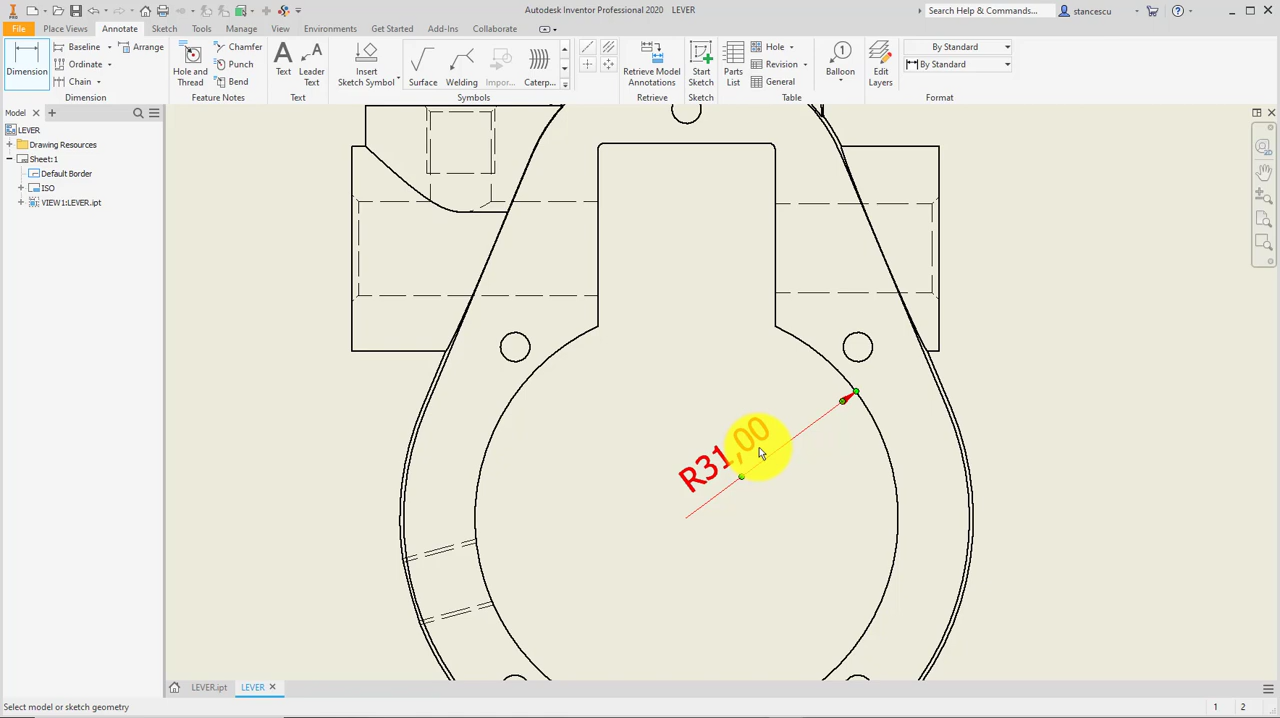 Autodesk Inventor Professional 2020 LEVER
Search Help & Commands...
stancescu
File Place Views Annotate Sketch Tools Manage View Environments Get Started Add-Ins Collaborate
Dimension
Baseline
Ordinate
Chain
Arrange
Dimension
Hole and Thread
Chamfer
Punch
Bend
Feature Notes
Text
Leader Text
Text
Insert Sketch Symbol
Surface
Welding
Impor...
Caterp...
Symbols
Retrieve Model Annotations
Retrieve
Start Sketch
Sketch
Parts List
Hole
Revision
General
Table
Balloon
Edit Layers
By Standard
By Standard
Format
Model
LEVER
Drawing Resources
Sheet:1
Default Border
ISO
VIEW1:LEVER.ipt
R31,00
LEVER.ipt LEVER
Select model or sketch geometry
1 2